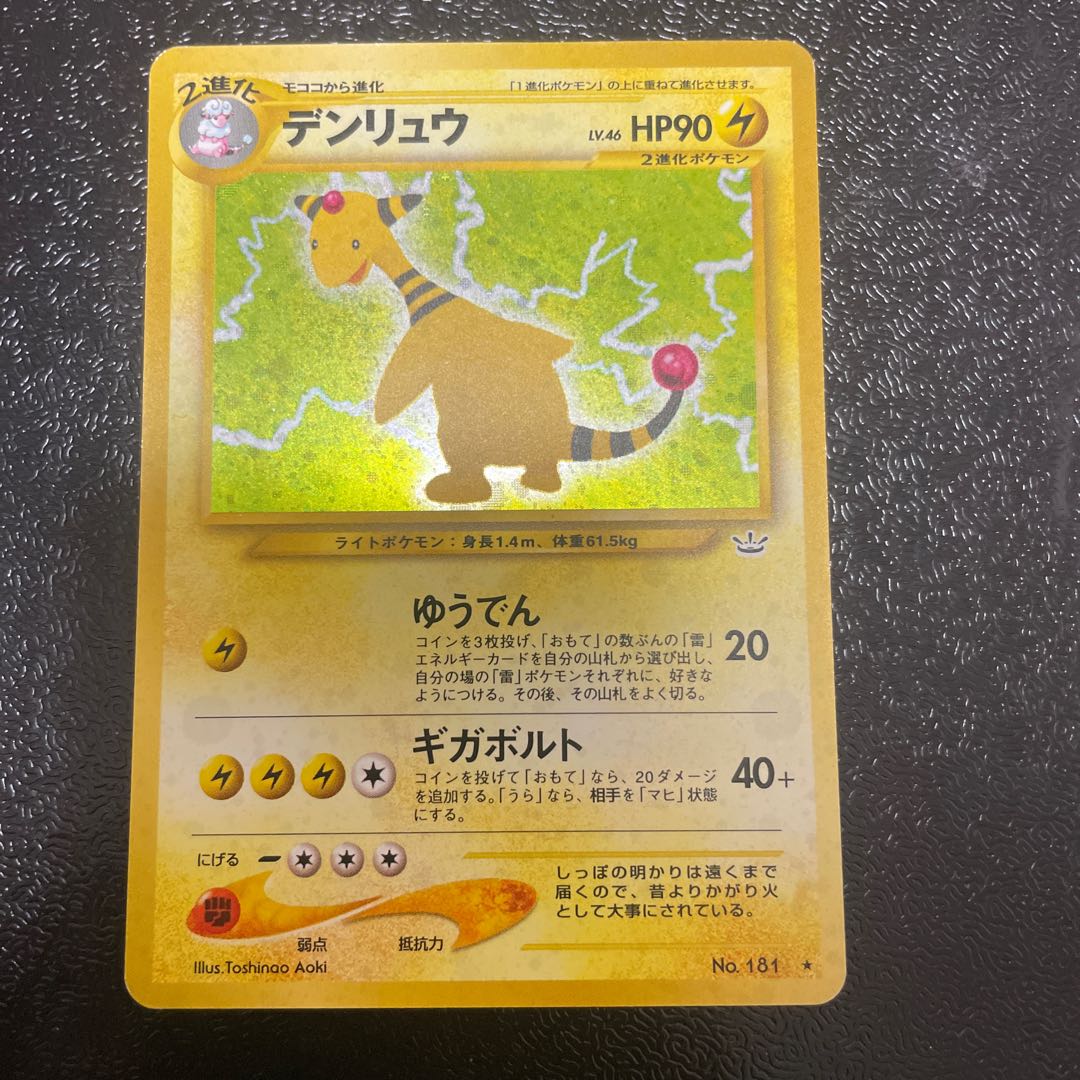 2進化
モココから進化
「1進化ポケモン」の上に重ねて進化させます。
デンリュウ
LV.46 HP90
2進化ポケモン
ライトポケモン：身長1.4m、体重61.5kg
ゆうでん
コインを3枚投げ、「おもて」の数ぶんの「雷」
エネルギーカードを自分の山札から選び出し、
自分の場の「雷」ポケモンそれぞれに、好きな
ようにつける。その後、その山札をよく切る。
20
ギガボルト
コインを投げて「おもて」なら、20ダメージ
を追加する。「うら」なら、相手を「マヒ」状態
にする。
40+
にげる
しっぽの明かりは遠くまで
届くので、昔よりかがり火
として大事にされている。
弱点
抵抗力
Illus.Toshinao Aoki
No. 181 ★